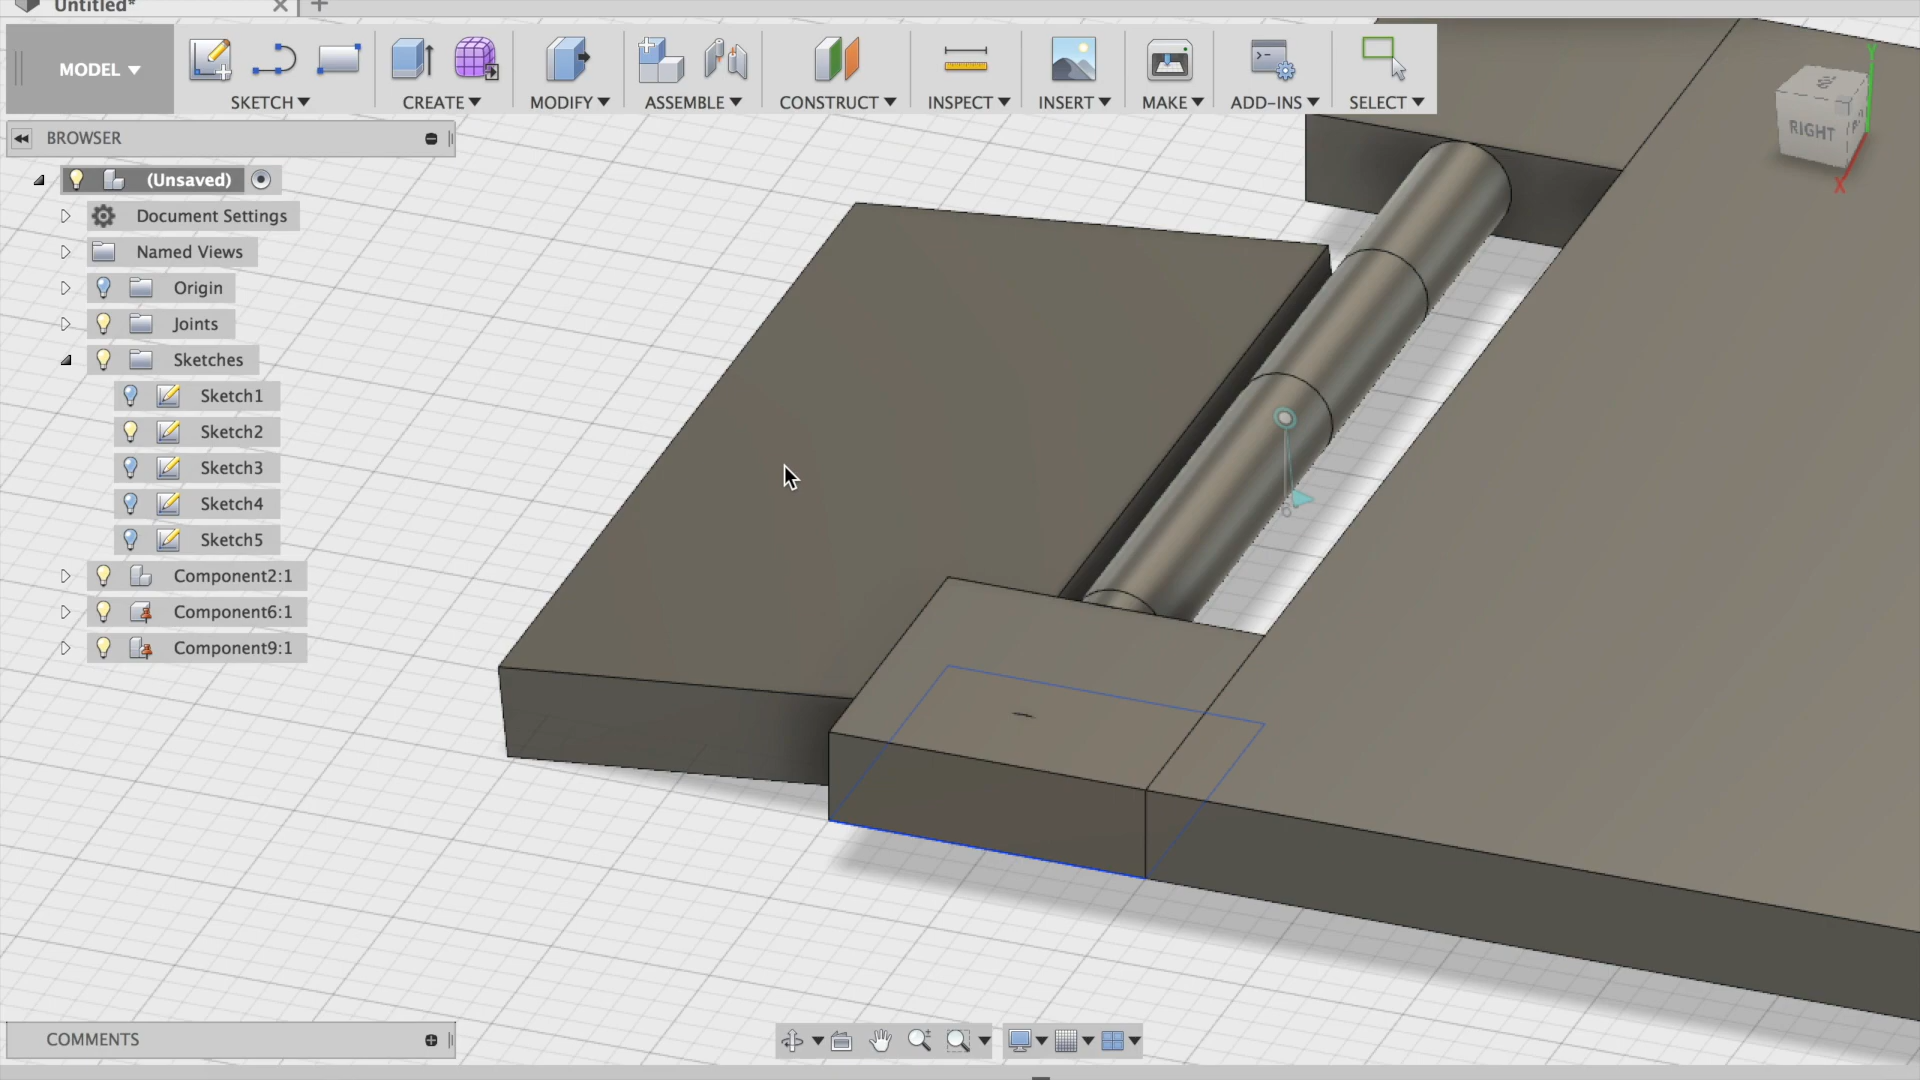 Untitled*
MODEL
SKETCH
CREATE
MODIFY
ASSEMBLE
CONSTRUCT
INSPECT
INSERT
MAKE
ADD-INS
SELECT
BROWSER
(Unsaved)
Document Settings
Named Views
Origin
Joints
Sketches
Sketch1
Sketch2
Sketch3
Sketch4
Sketch5
Component2:1
Component6:1
Component9:1
RIGHT
Y
X
COMMENTS